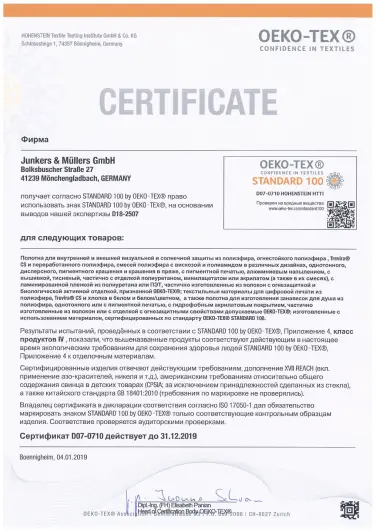 HOHENSTEIN Textile Testing Institute GmbH & Co. KG
Schlosssteige 1, 74357 Bönnigheim, Germany
OEKO-TEX®
CONFIDENCE IN TEXTILES
CERTIFICATE
Фирма
Junkers & Müllers GmbH
Boiksbuscher Straße 27
41239 Mönchengladbach, GERMANY
получает согласно STANDARD 100 by OEKO-TEX® право
использовать знак STANDARD 100 by OEKO-TEX®, на основании
выводов нашей экспертизы D18-2507
OEKO-TEX®
CONFIDENCE IN TEXTILES
STANDARD 100
D07-0710 HOHENSTEIN HTTI
Проверено на вредные вещества
www.oeko-tex.com/standard100
для следующих товаров:
Полотна для внутренней и внешней визуальной и солнечной защиты из полиэфира, огнестойкого полиэфира, Trevira®
CS и переработанного полиэфира, смесей полиэфира с вискозой и хлопком в различных дизайнах, однотонного,
дисперсного, пигментного крашения и крашения в пряже, с пигментной печатью, алюминиевым напылением, с
вышивкой, тисненый, частично с отделкой полиуретаном, винилацетатом или акрилатом (а также в их смесях), с
ламинированной пленкой из полиуретана или ПЭТ, частично изготовленные из волокон с огнезащитной и
биологической активной отделкой, признанной OEKO-TEX®; текстильные материалы для цифровой печати из
полиэфира, Trevira® CS и хлопка в белом и белом/цветном, а также полотна для изготовления занавесок для душа из
полиэфира, однотонного или с пигментной печатью, с гидрофобным акрилатовым покрытием, частично
изготовленные из волокон или с отделкой с огнезащитными свойствами допускаемые OEKO-TEX®; изготовленные с
использованием материалов, сертифицированных по стандарту OEKO-TEX® STANDARD 100.
Результаты испытаний, проведённых в соответствии с STANDARD 100 by OEKO-TEX®, Приложение 4, класс
продуктов IV , показали, что вышеназванные продукты соответствуют действующим в настоящее
время экологическим требованиям для сохранения здоровья людей STANDARD 100 by OEKO-TEX®,
Приложение 4 к отделочным материалам.
Сертифицированные изделия отвечают действующим требованиям, дополнение XVII REACH (вкл.
применение азо-красителей, никеля и т.д.), американским требованиям относительно общего
содержания свинца в детских товарах (CPSIA; за исключением принадлежностей сделанных из стекла),
а также китайского стандарта GB 18401:2010 (требования по маркировке не проверялись).
Владелец сертификата в декларации соответствия согласно ISO 17050-1 дал обязательство
маркировать знаком STANDARD 100 by OEKO-TEX® только соответствующие контрольным образцам
изделия. Соответствие проверяется аудиторскими проверками.
Сертификат D07-0710 действует до 31.12.2019
Boennigheim, 04.01.2019
Dipl.-Ing. (FH) Elisabeth Panian
Head of Certification Body OEKO-TEX®